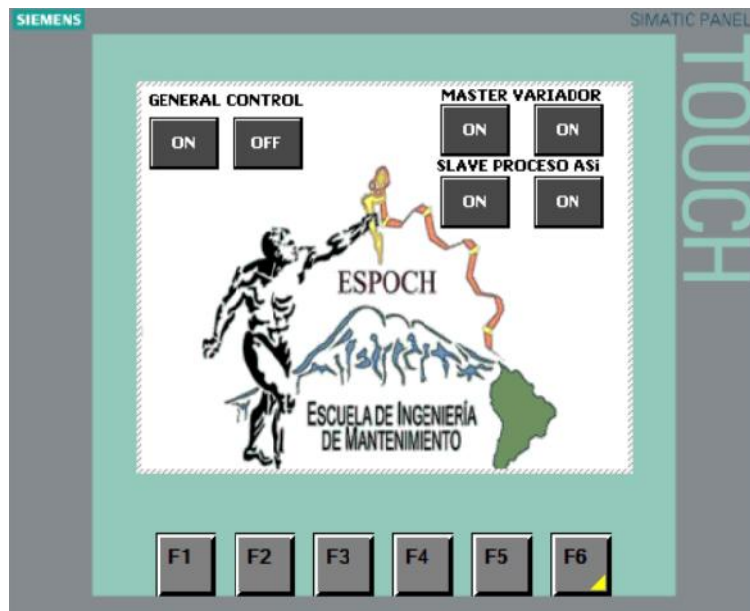 SIEMENS
SIMATIC PANEL
TOUCH
GENERAL CONTROL
ON OFF
MASTER VARIADOR
ON ON
SLAVE PROCESO ASi
ON ON
ESPOCH
ESCUELA DE INGENIERÍA
DE MANTENIMIENTO
F1 F2 F3 F4 F5 F6